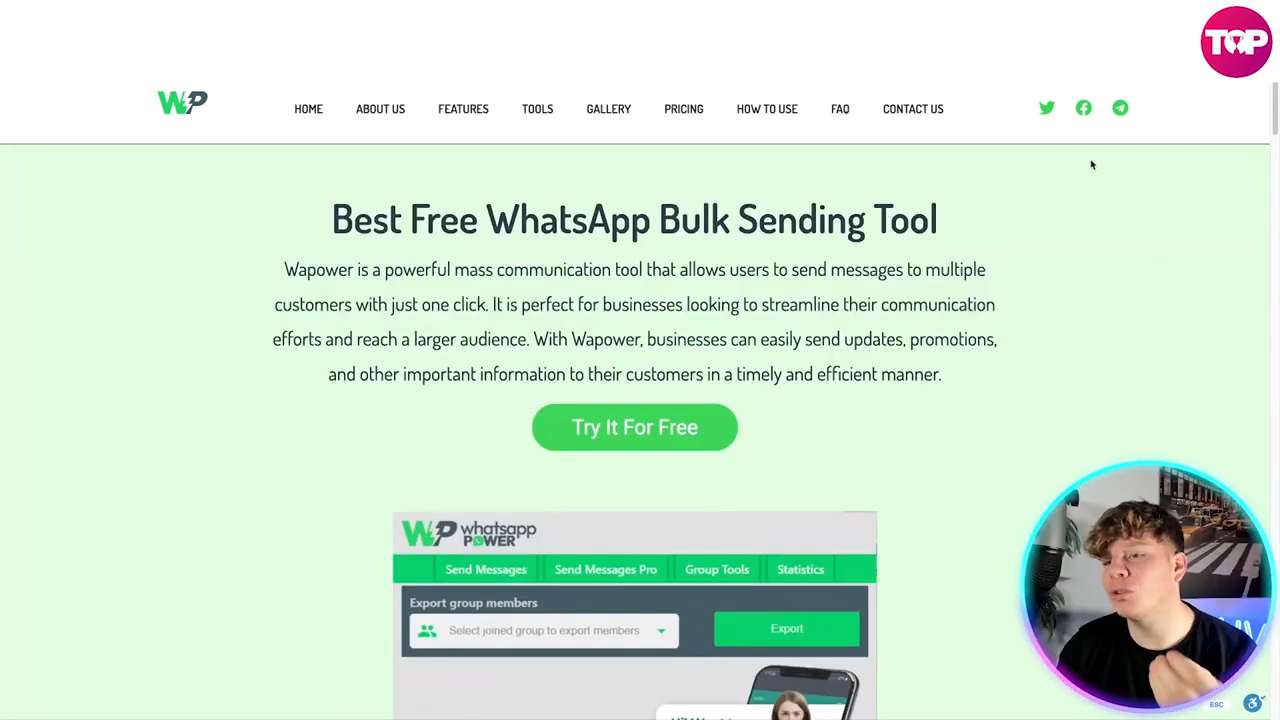 TOP
WP
HOME
ABOUT US
FEATURES
TOOLS
GALLERY
PRICING
HOW TO USE
FAQ
CONTACT US
Best Free WhatsApp Bulk Sending Tool
Wapower is a powerful mass communication tool that allows users to send messages to multiple
customers with just one click. It is perfect for businesses looking to streamline their communication
efforts and reach a larger audience. With Wapower, businesses can easily send updates, promotions,
and other important information to their customers in a timely and efficient manner.
Try It For Free
WP whatsapp
POWER
Send Messages
Send Messages Pro
Group Tools
Statistics
Export group members
Select joined group to export members
Export
ESC